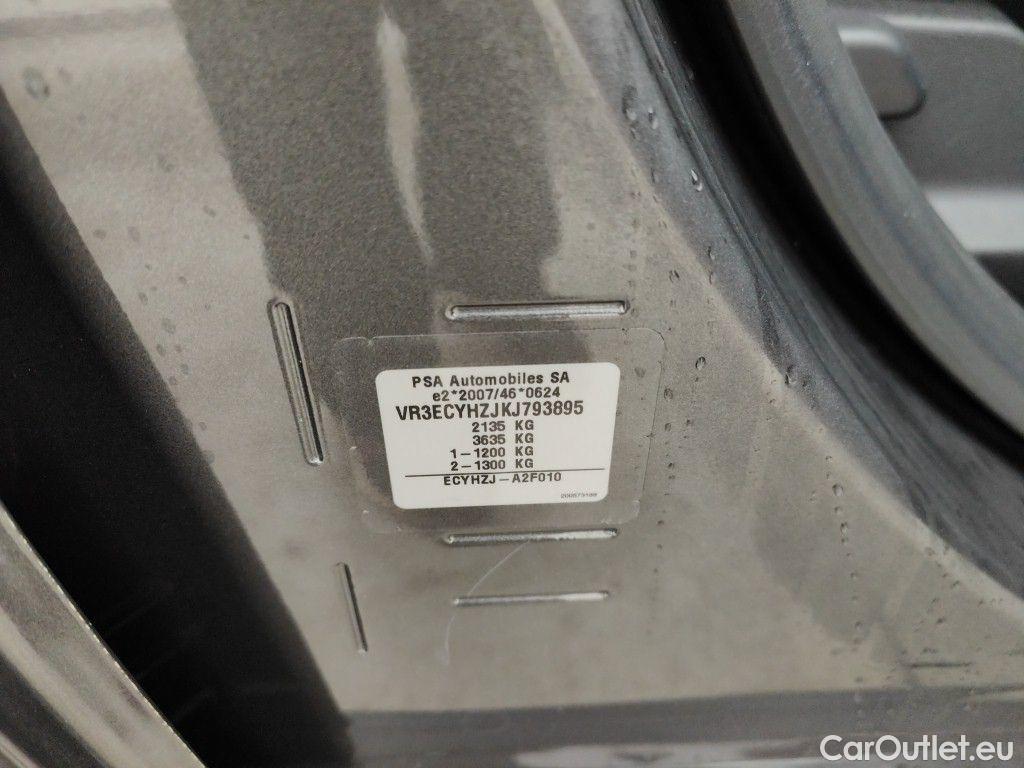 PSA Automobiles SA
e2*2007/46*0624
VR3ECYHZJKJ793895
2135 KG
3635 KG
1-1200 KG
2-1300 KG
ECYHZJ-A2F010
CarOutlet.eu